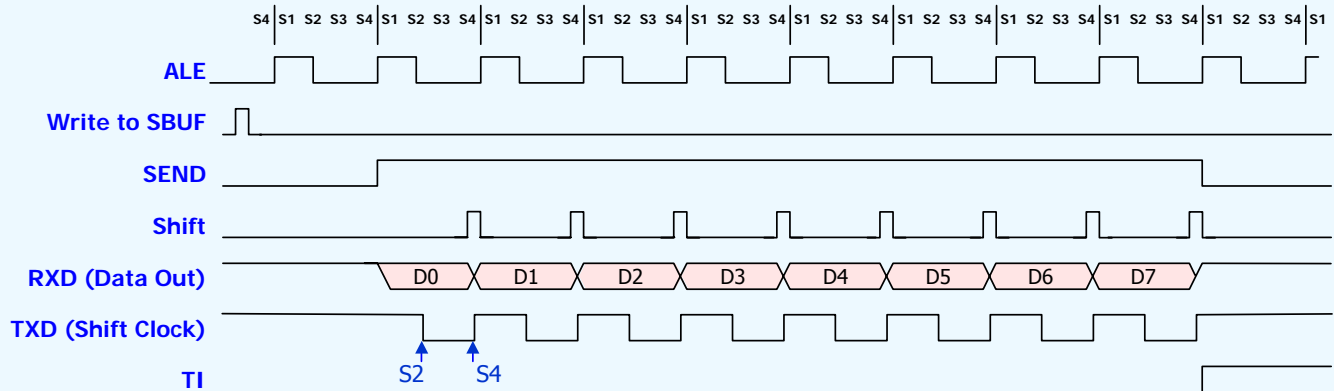 S4 S1 S2 S3 S4 S1 S2 S3 S4 S1 S2 S3 S4 S1 S2 S3 S4 S1 S2 S3 S4 S1 S2 S3 S4 S1 S2 S3 S4 S1 S2 S3 S4 S1 S2 S3 S4 S1 S2 S3 S4 S1
ALE
Write to SBUF
SEND
Shift
RXD (Data Out) D0 D1 D2 D3 D4 D5 D6 D7
TXD (Shift Clock)
S2 S4
TI